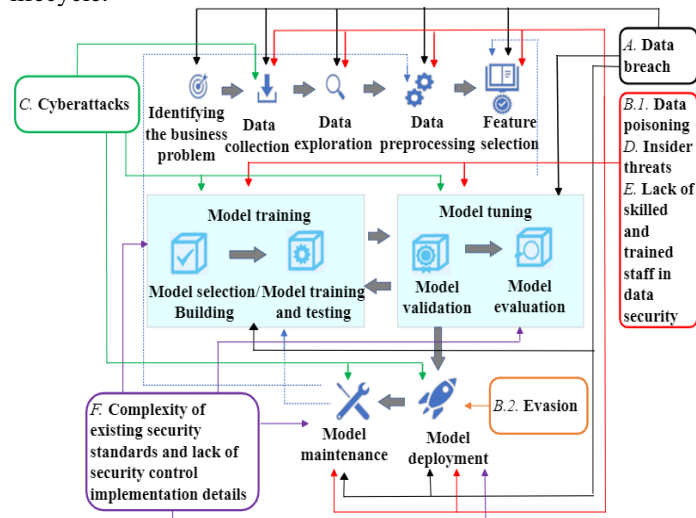 lifecycle.
A. Data
breach
C. Cyberattacks
Identifying
the business
problem
Data
collection
Data
exploration
Data
preprocessing
Feature
selection
B.1. Data
poisoning
D. Insider
threats
E. Lack of
skilled
and
trained
staff in
data
security
Model training
Model selection/
Building
Model training
and testing
Model tuning
Model
validation
Model
evaluation
F. Complexity of
existing security
standards and lack of
security control
implementation details
Model
maintenance
Model
deployment
B.2. Evasion